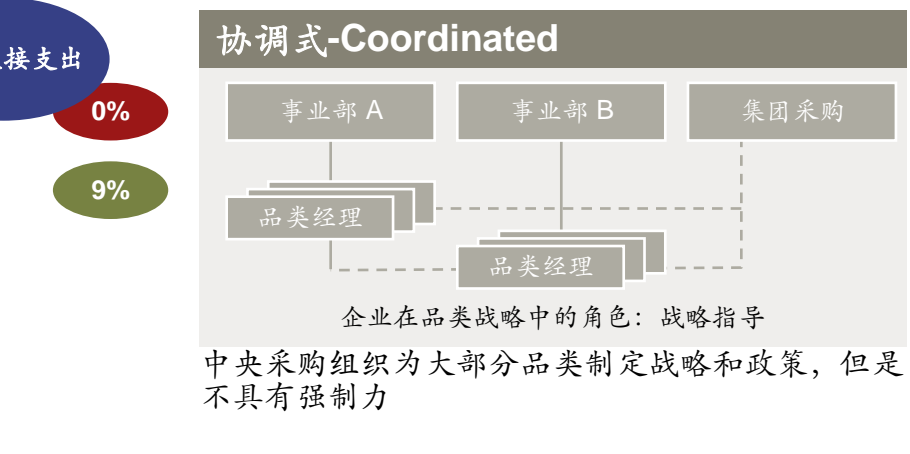 协调式-Coordinated
接支出
事业部 A
事业部 B
集团采购
0%
9%
品类经理
品类经理
企业在品类战略中的角色：战略指导
中央采购组织为大部分品类制定战略和政策，但是
不具有强制力